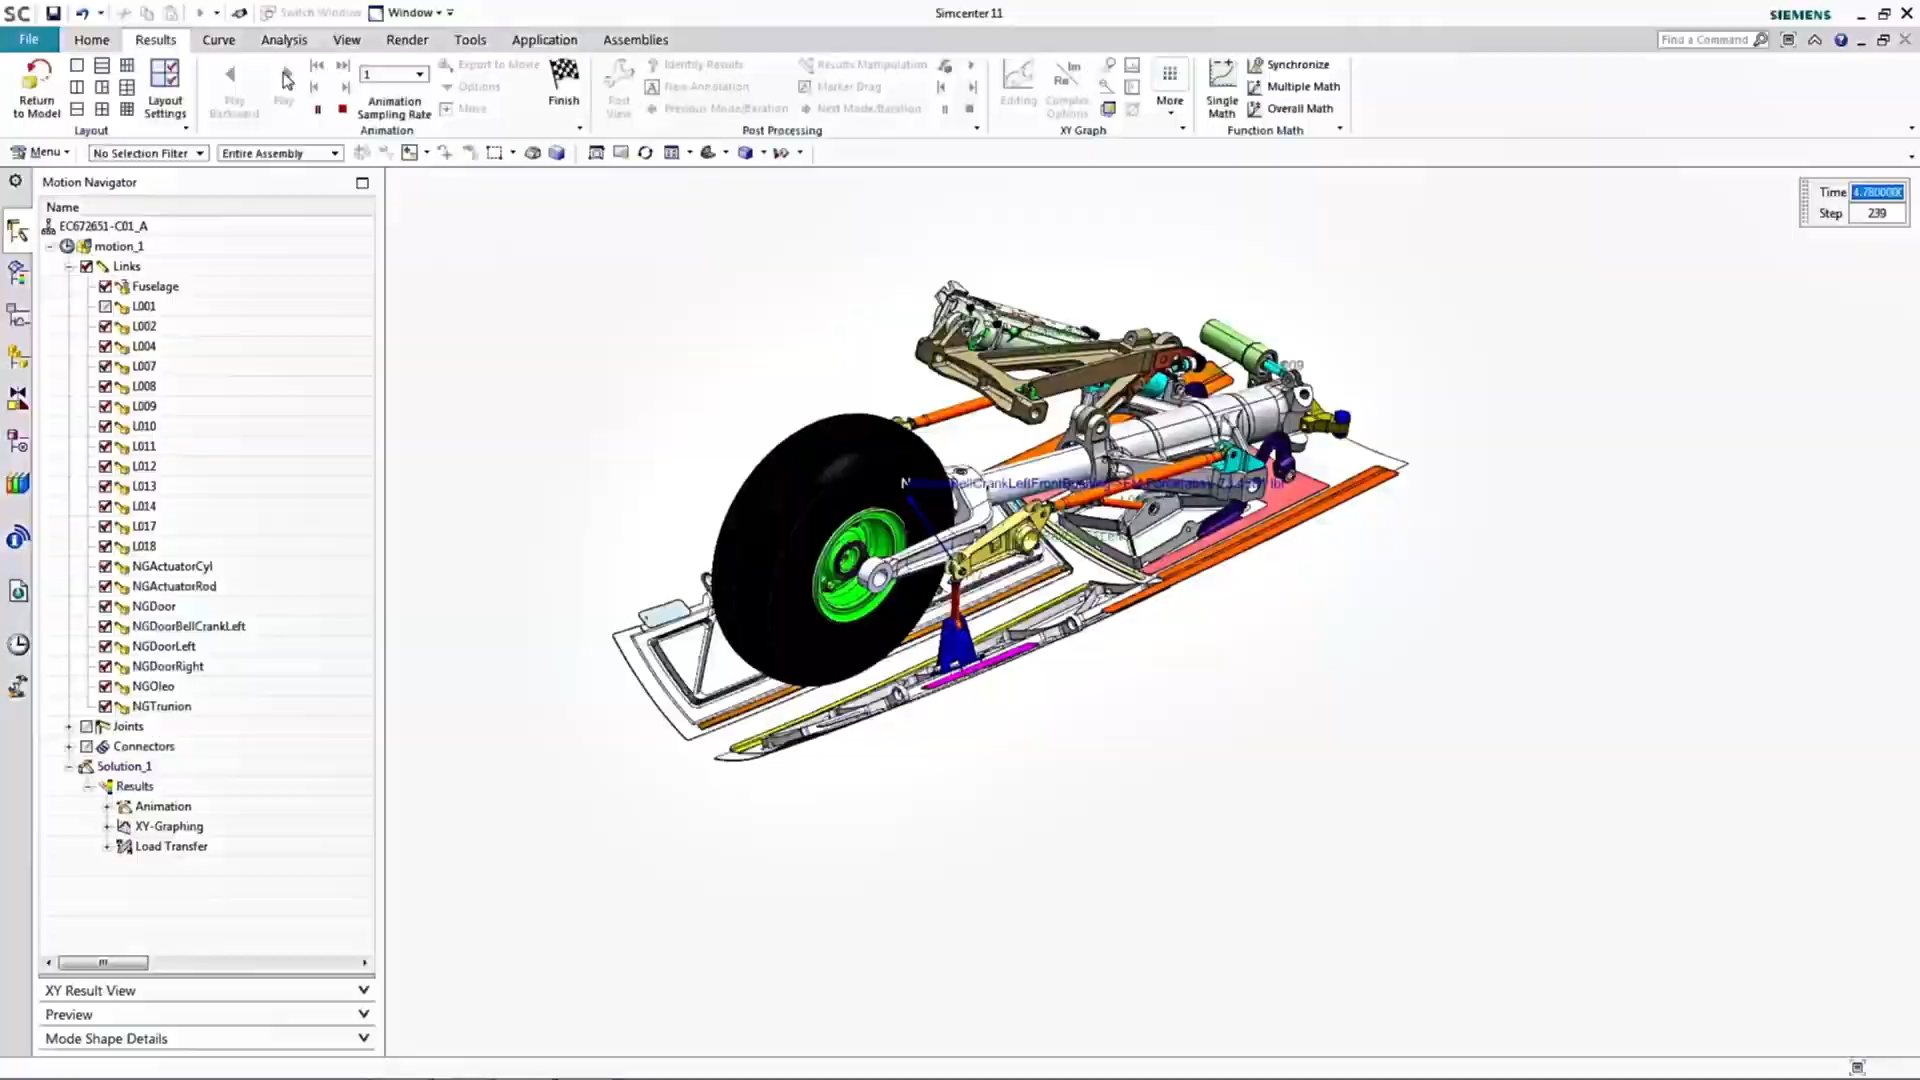 SC Switch Window Window Simcenter 11 SIEMENS
File Home Results Curve Analysis View Render Tools Application Assemblies Find a Command
Return to Model
Layout Settings
Layout
Play Backward
Play
1
Animation Sampling Rate
Export to Movie
Options
Move
Finish
Animation
Post View
Identify Results
New Annotation
Previous Mode/Iteration
Results Manipulation
Marker Drag
Next Mode/Iteration
Post Processing
Editing
Complex Options
More
XY Graph
Single Math
Synchronize
Multiple Math
Overall Math
Function Math
Menu No Selection Filter Entire Assembly
Motion Navigator
Name
EC672651-C01_A
motion_1
Links
Fuselage
L001
L002
L004
L007
L008
L009
L010
L011
L012
L013
L014
L017
L018
NGActuatorCyl
NGActuatorRod
NGDoor
NGDoorBellCrankLeft
NGDoorLeft
NGDoorRight
NGOleo
NGTrunion
Joints
Connectors
Solution_1
Results
Animation
XY-Graphing
Load Transfer
XY Result View
Preview
Mode Shape Details
Time 4.7800000
Step 239